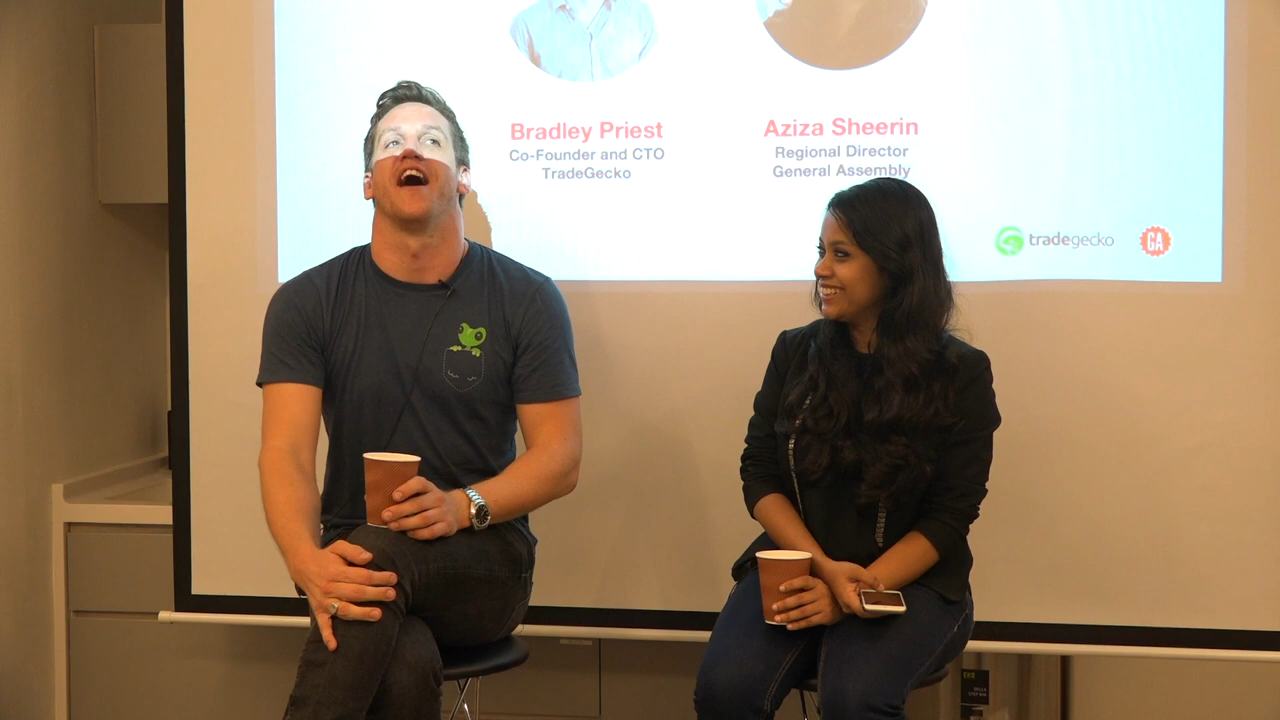 Bradley Priest
Co-Founder and CTO
TradeGecko
Aziza Sheerin
Regional Director
General Assembly
tradegecko
GA